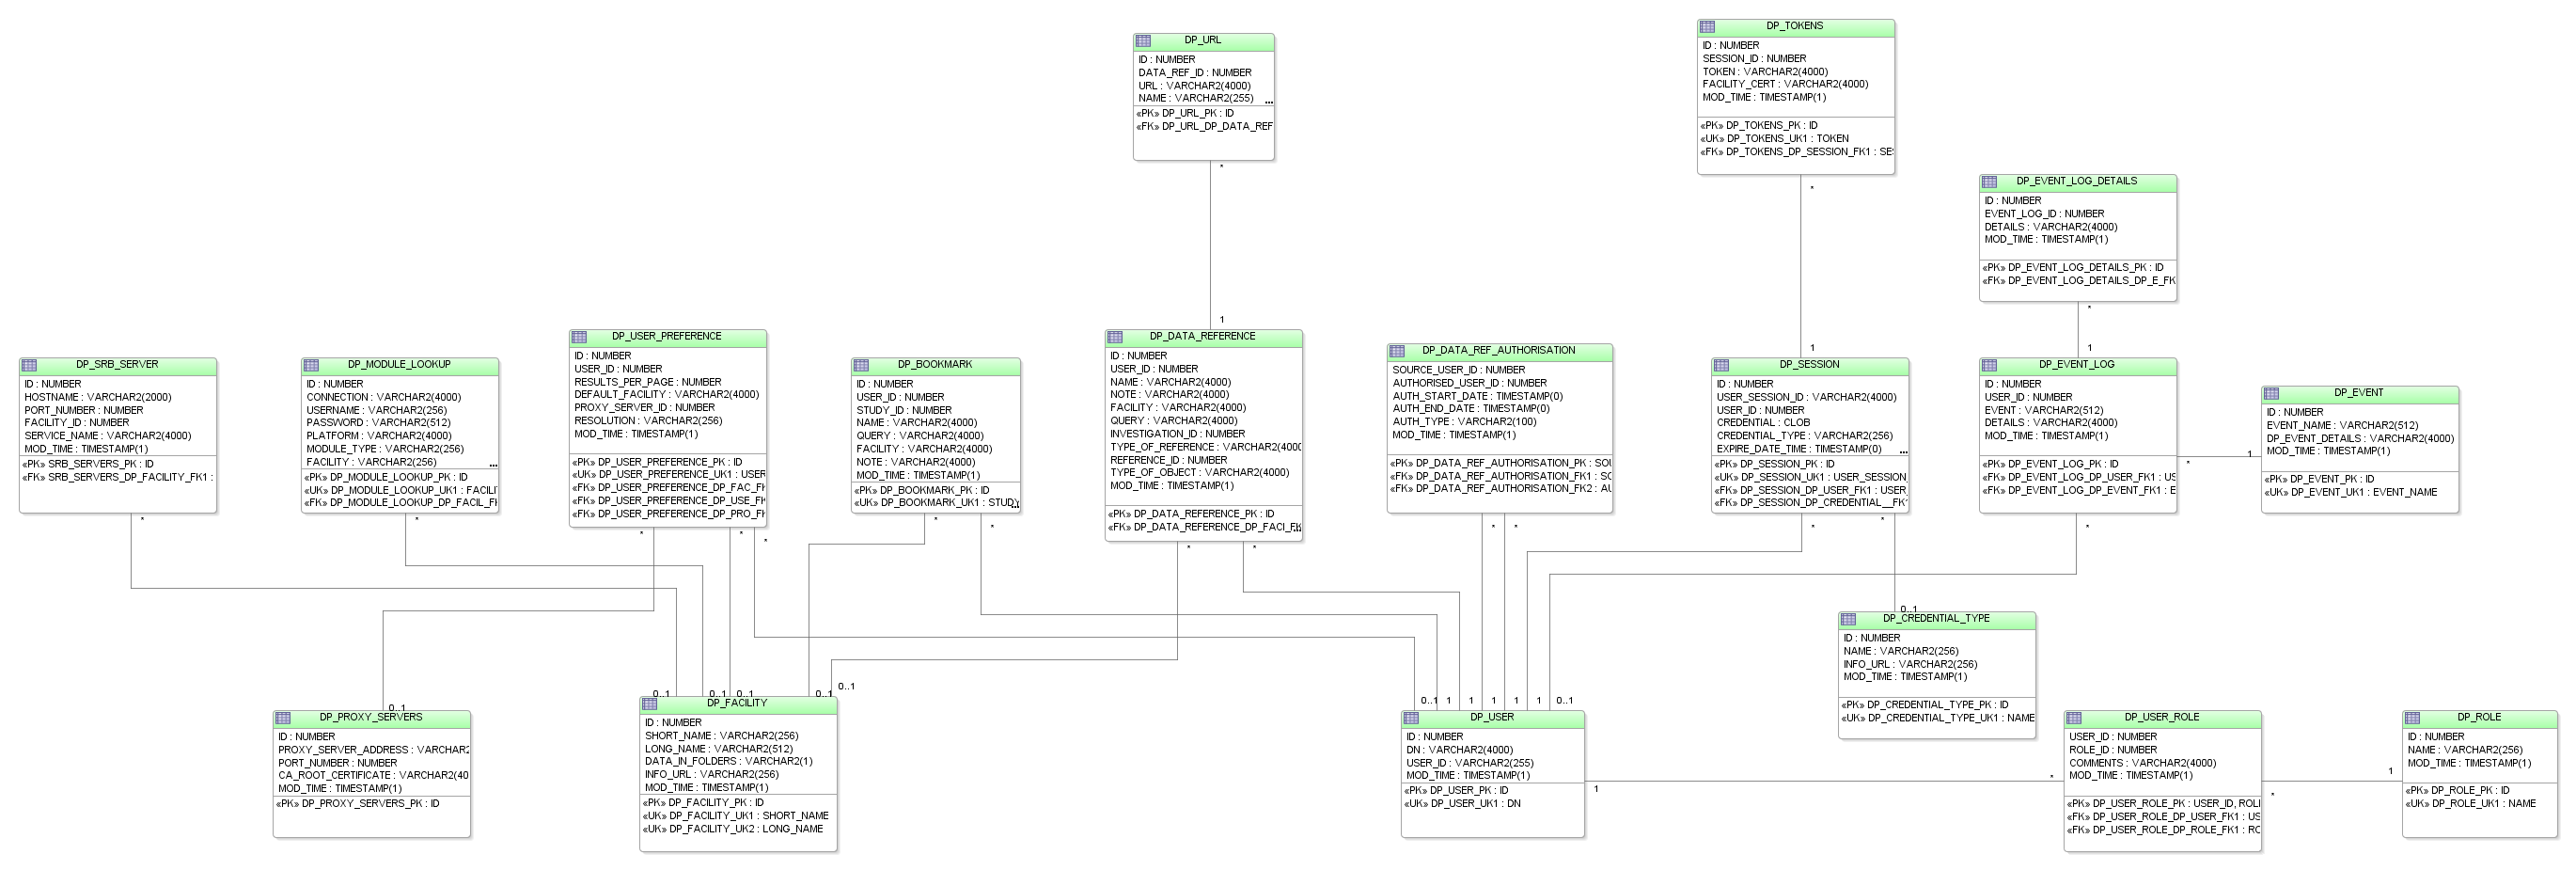 DP_TOKENS
ID : NUMBER
SESSION_ID : NUMBER
TOKEN : VARCHAR2(4000)
FACILITY_CERT : VARCHAR2(4000)
MOD_TIME : TIMESTAMP(1)
«PK» DP_TOKENS_PK : ID
«UK» DP_TOKENS_UK1 : TOKEN
«FK» DP_TOKENS_DP_SESSION_FK1 : SE
*
1
DP_URL
ID : NUMBER
DATA_REF_ID : NUMBER
URL : VARCHAR2(4000)
NAME : VARCHAR2(255) ...
«PK» DP_URL_PK : ID
«FK» DP_URL_DP_DATA_REF
*
1
DP_EVENT_LOG_DETAILS
ID : NUMBER
EVENT_LOG_ID : NUMBER
DETAILS : VARCHAR2(4000)
MOD_TIME : TIMESTAMP(1)
«PK» DP_EVENT_LOG_DETAILS_PK : ID
«FK» DP_EVENT_LOG_DETAILS_DP_E_FK
*
1
DP_SRB_SERVER
ID : NUMBER
HOSTNAME : VARCHAR2(2000)
PORT_NUMBER : NUMBER
FACILITY_ID : NUMBER
SERVICE_NAME : VARCHAR2(4000)
MOD_TIME : TIMESTAMP(1)
«PK» SRB_SERVERS_PK : ID
«FK» SRB_SERVERS_DP_FACILITY_FK1 :
*
DP_MODULE_LOOKUP
ID : NUMBER
CONNECTION : VARCHAR2(4000)
USERNAME : VARCHAR2(256)
PASSWORD : VARCHAR2(512)
PLATFORM : VARCHAR2(4000)
MODULE_TYPE : VARCHAR2(256)
FACILITY : VARCHAR2(256) ...
«PK» DP_MODULE_LOOKUP_PK : ID
«UK» DP_MODULE_LOOKUP_UK1 : FACILI
«FK» DP_MODULE_LOOKUP_DP_FACIL_F
*
DP_USER_PREFERENCE
ID : NUMBER
USER_ID : NUMBER
RESULTS_PER_PAGE : NUMBER
DEFAULT_FACILITY : VARCHAR2(4000)
PROXY_SERVER_ID : NUMBER
RESOLUTION : VARCHAR2(256)
MOD_TIME : TIMESTAMP(1)
«PK» DP_USER_PREFERENCE_PK : ID
«UK» DP_USER_PREFERENCE_UK1 : USER
«FK» DP_USER_PREFERENCE_DP_FAC_F
«FK» DP_USER_PREFERENCE_DP_USE_F
«FK» DP_USER_PREFERENCE_DP_PRO_F
* * *
DP_BOOKMARK
ID : NUMBER
USER_ID : NUMBER
STUDY_ID : NUMBER
NAME : VARCHAR2(4000)
QUERY : VARCHAR2(4000)
FACILITY : VARCHAR2(4000)
NOTE : VARCHAR2(4000)
MOD_TIME : TIMESTAMP(1)
«PK» DP_BOOKMARK_PK : ID
«UK» DP_BOOKMARK_UK1 : STUDY...
* *
DP_DATA_REFERENCE
ID : NUMBER
USER_ID : NUMBER
NAME : VARCHAR2(4000)
NOTE : VARCHAR2(4000)
FACILITY : VARCHAR2(4000)
QUERY : VARCHAR2(4000)
INVESTIGATION_ID : NUMBER
TYPE_OF_REFERENCE : VARCHAR2(4000
REFERENCE_ID : NUMBER
TYPE_OF_OBJECT : VARCHAR2(4000)
MOD_TIME : TIMESTAMP(1)
«PK» DP_DATA_REFERENCE_PK : ID
«FK» DP_DATA_REFERENCE_DP_FACI_F...
* *
DP_DATA_REF_AUTHORISATION
SOURCE_USER_ID : NUMBER
AUTHORISED_USER_ID : NUMBER
AUTH_START_DATE : TIMESTAMP(0)
AUTH_END_DATE : TIMESTAMP(0)
AUTH_TYPE : VARCHAR2(100)
MOD_TIME : TIMESTAMP(1)
«PK» DP_DATA_REF_AUTHORISATION_PK : SOU
«FK» DP_DATA_REF_AUTHORISATION_FK1 : SO
«FK» DP_DATA_REF_AUTHORISATION_FK2 : AU
* *
DP_SESSION
ID : NUMBER
USER_SESSION_ID : VARCHAR2(4000)
USER_ID : NUMBER
CREDENTIAL : CLOB
CREDENTIAL_TYPE : VARCHAR2(256)
EXPIRE_DATE_TIME : TIMESTAMP(0) ...
«PK» DP_SESSION_PK : ID
«UK» DP_SESSION_UK1 : USER_SESSION_
«FK» DP_SESSION_DP_USER_FK1 : USER_
«FK» DP_SESSION_DP_CREDENTIAL__FK
* *
DP_EVENT_LOG
ID : NUMBER
USER_ID : NUMBER
EVENT : VARCHAR2(512)
DETAILS : VARCHAR2(4000)
MOD_TIME : TIMESTAMP(1)
«PK» DP_EVENT_LOG_PK : ID
«FK» DP_EVENT_LOG_DP_USER_FK1 : US
«FK» DP_EVENT_LOG_DP_EVENT_FK1 : E
* 1
*
DP_EVENT
ID : NUMBER
EVENT_NAME : VARCHAR2(512)
DP_EVENT_DETAILS : VARCHAR2(4000)
MOD_TIME : TIMESTAMP(1)
«PK» DP_EVENT_PK : ID
«UK» DP_EVENT_UK1 : EVENT_NAME
0..1
DP_CREDENTIAL_TYPE
ID : NUMBER
NAME : VARCHAR2(256)
INFO_URL : VARCHAR2(256)
MOD_TIME : TIMESTAMP(1)
«PK» DP_CREDENTIAL_TYPE_PK : ID
«UK» DP_CREDENTIAL_TYPE_UK1 : NAME
0..1
DP_PROXY_SERVERS
ID : NUMBER
PROXY_SERVER_ADDRESS : VARCHAR2
PORT_NUMBER : NUMBER
CA_ROOT_CERTIFICATE : VARCHAR2(40
MOD_TIME : TIMESTAMP(1)
«PK» DP_PROXY_SERVERS_PK : ID
0..1 0..1 0..1 0..1 0..1
DP_FACILITY
ID : NUMBER
SHORT_NAME : VARCHAR2(256)
LONG_NAME : VARCHAR2(512)
DATA_IN_FOLDERS : VARCHAR2(1)
INFO_URL : VARCHAR2(256)
MOD_TIME : TIMESTAMP(1)
«PK» DP_FACILITY_PK : ID
«UK» DP_FACILITY_UK1 : SHORT_NAME
«UK» DP_FACILITY_UK2 : LONG_NAME
0..1 1 1 1 1 1 0..1
DP_USER
ID : NUMBER
DN : VARCHAR2(4000)
USER_ID : VARCHAR2(255)
MOD_TIME : TIMESTAMP(1)
«PK» DP_USER_PK : ID
«UK» DP_USER_UK1 : DN
1 *
DP_USER_ROLE
USER_ID : NUMBER
ROLE_ID : NUMBER
COMMENTS : VARCHAR2(4000)
MOD_TIME : TIMESTAMP(1)
«PK» DP_USER_ROLE_PK : USER_ID, ROL
«FK» DP_USER_ROLE_DP_USER_FK1 : US
«FK» DP_USER_ROLE_DP_ROLE_FK1 : RO
* 1
DP_ROLE
ID : NUMBER
NAME : VARCHAR2(256)
MOD_TIME : TIMESTAMP(1)
«PK» DP_ROLE_PK : ID
«UK» DP_ROLE_UK1 : NAME